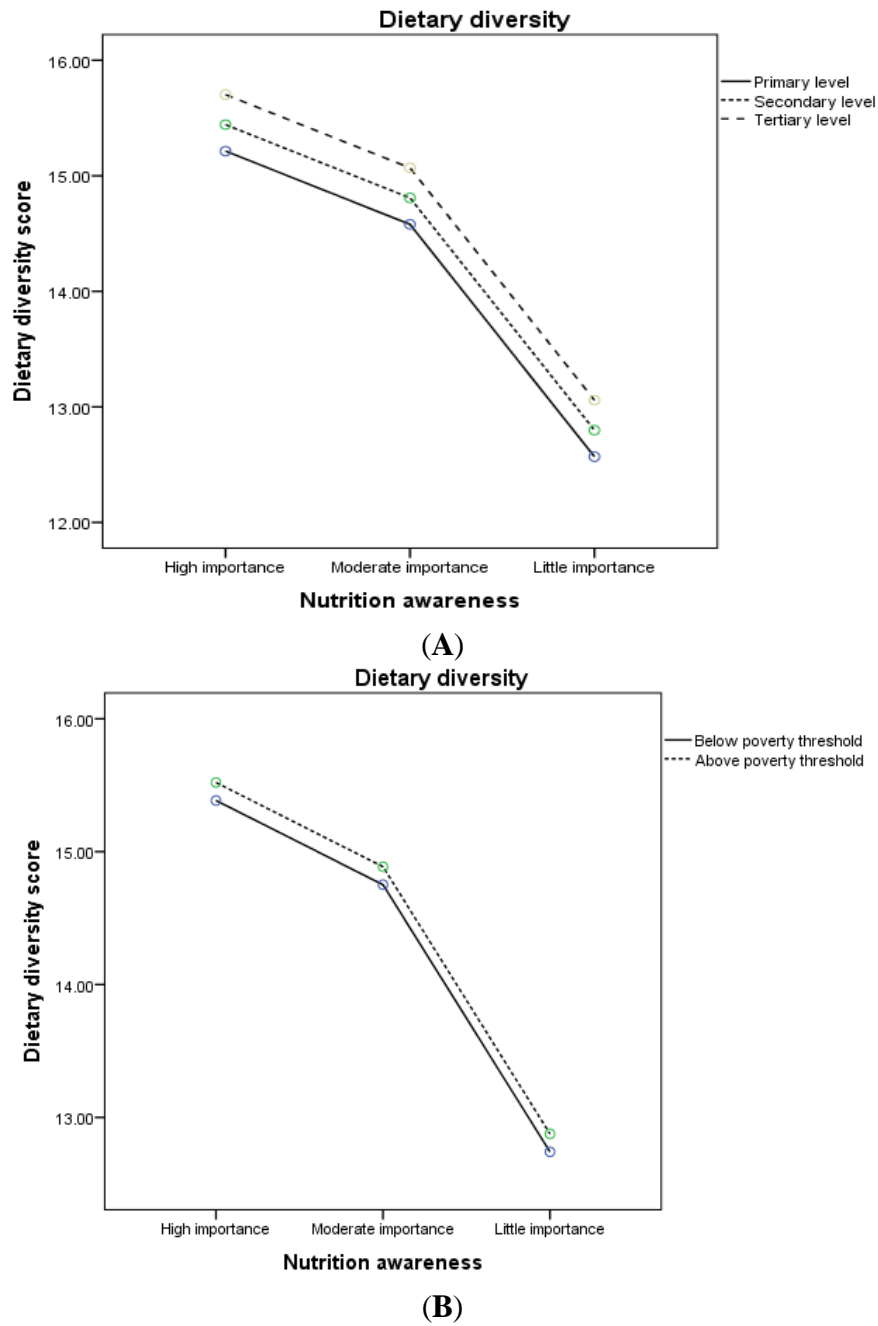 Dietary diversity
16.00
15.00
14.00
13.00
12.00
Dietary diversity score
High importance Moderate importance Little importance
Nutrition awareness
Primary level
Secondary level
Tertiary level
(A)
Dietary diversity
16.00
15.00
14.00
13.00
Dietary diversity score
High importance Moderate importance Little importance
Nutrition awareness
Below poverty threshold
Above poverty threshold
(B)